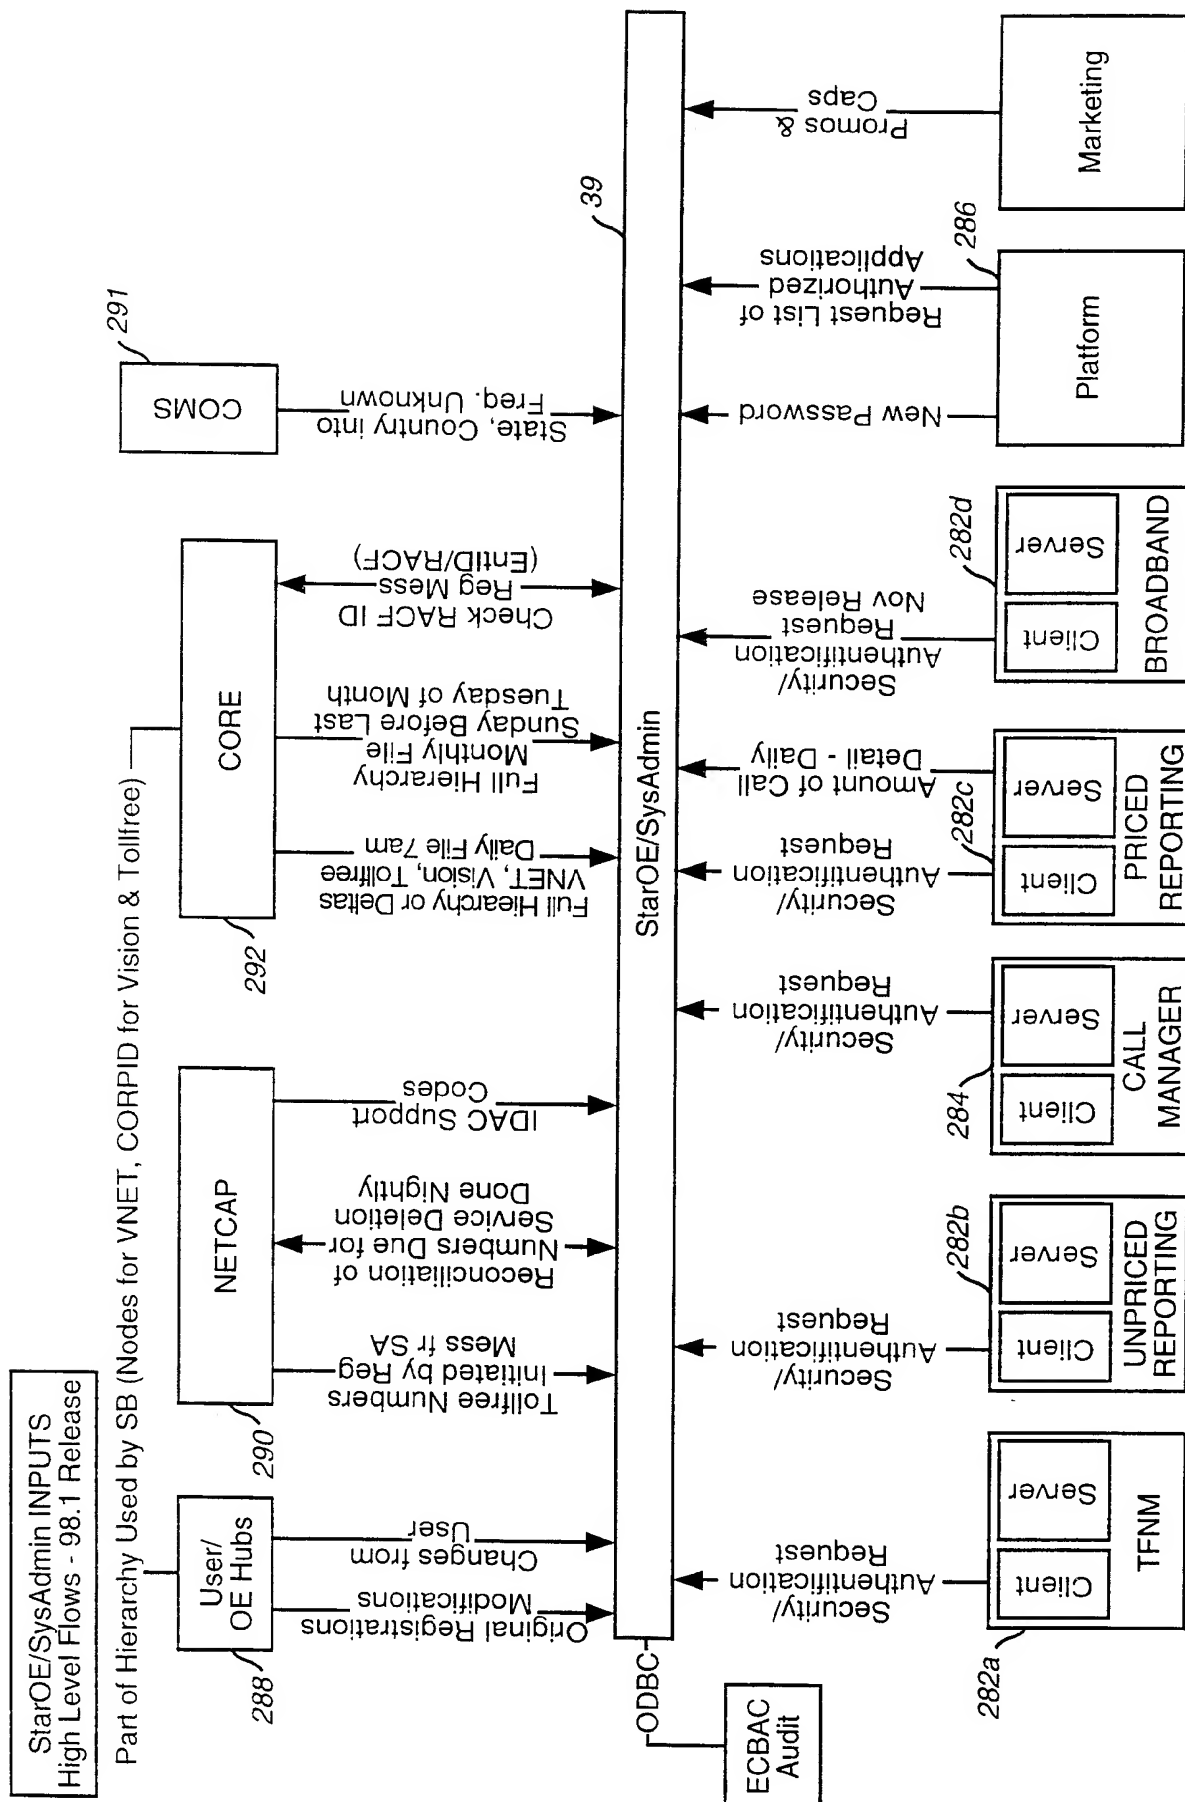 StarOE/SysAdmin INPUTS
High Level Flows - 98.1 Release
Part of Hierarchy Used by SB (Nodes for VNET, CORPID for Vision & Tollfree)
User/
OE Hubs
288
NETCAP
290
CORE
292
COMS
291
Original Registrations
Modifications
Changes from
User
Tollfree Numbers
Initiated by Reg
Mess fr SA
Reconciliation of
Numbers Due for
Service Deletion
Done Nightly
IDAC Support
Codes
Full Hiearchy or Deltas
VNET, Vision, Tollfree
Daily File 7am
Full Hierarchy
Monthly File
Sunday Before Last
Tuesday of Month
Check RACF ID
Reg Mess
(EntID/RACF)
State, Country into
Freq. Unknown
39
StarOE/SysAdmin
ODBC
ECBAC
Audit
Security/
Authentification
Request
Security/
Authentification
Request
Security/
Authentification
Request
Security/
Authentification
Request
Amount of Call
Detail - Daily
Security/
Authentification
Request
Nov Release
New Password
Request List of
Authorized
Applications
Promos &
Caps
282a
Client
Server
TFNM
282b
Client
Server
UNPRICED
REPORTING
284
Client
Server
CALL
MANAGER
282c
Client
Server
PRICED
REPORTING
282d
Client
Server
BROADBAND
286
Platform
Marketing